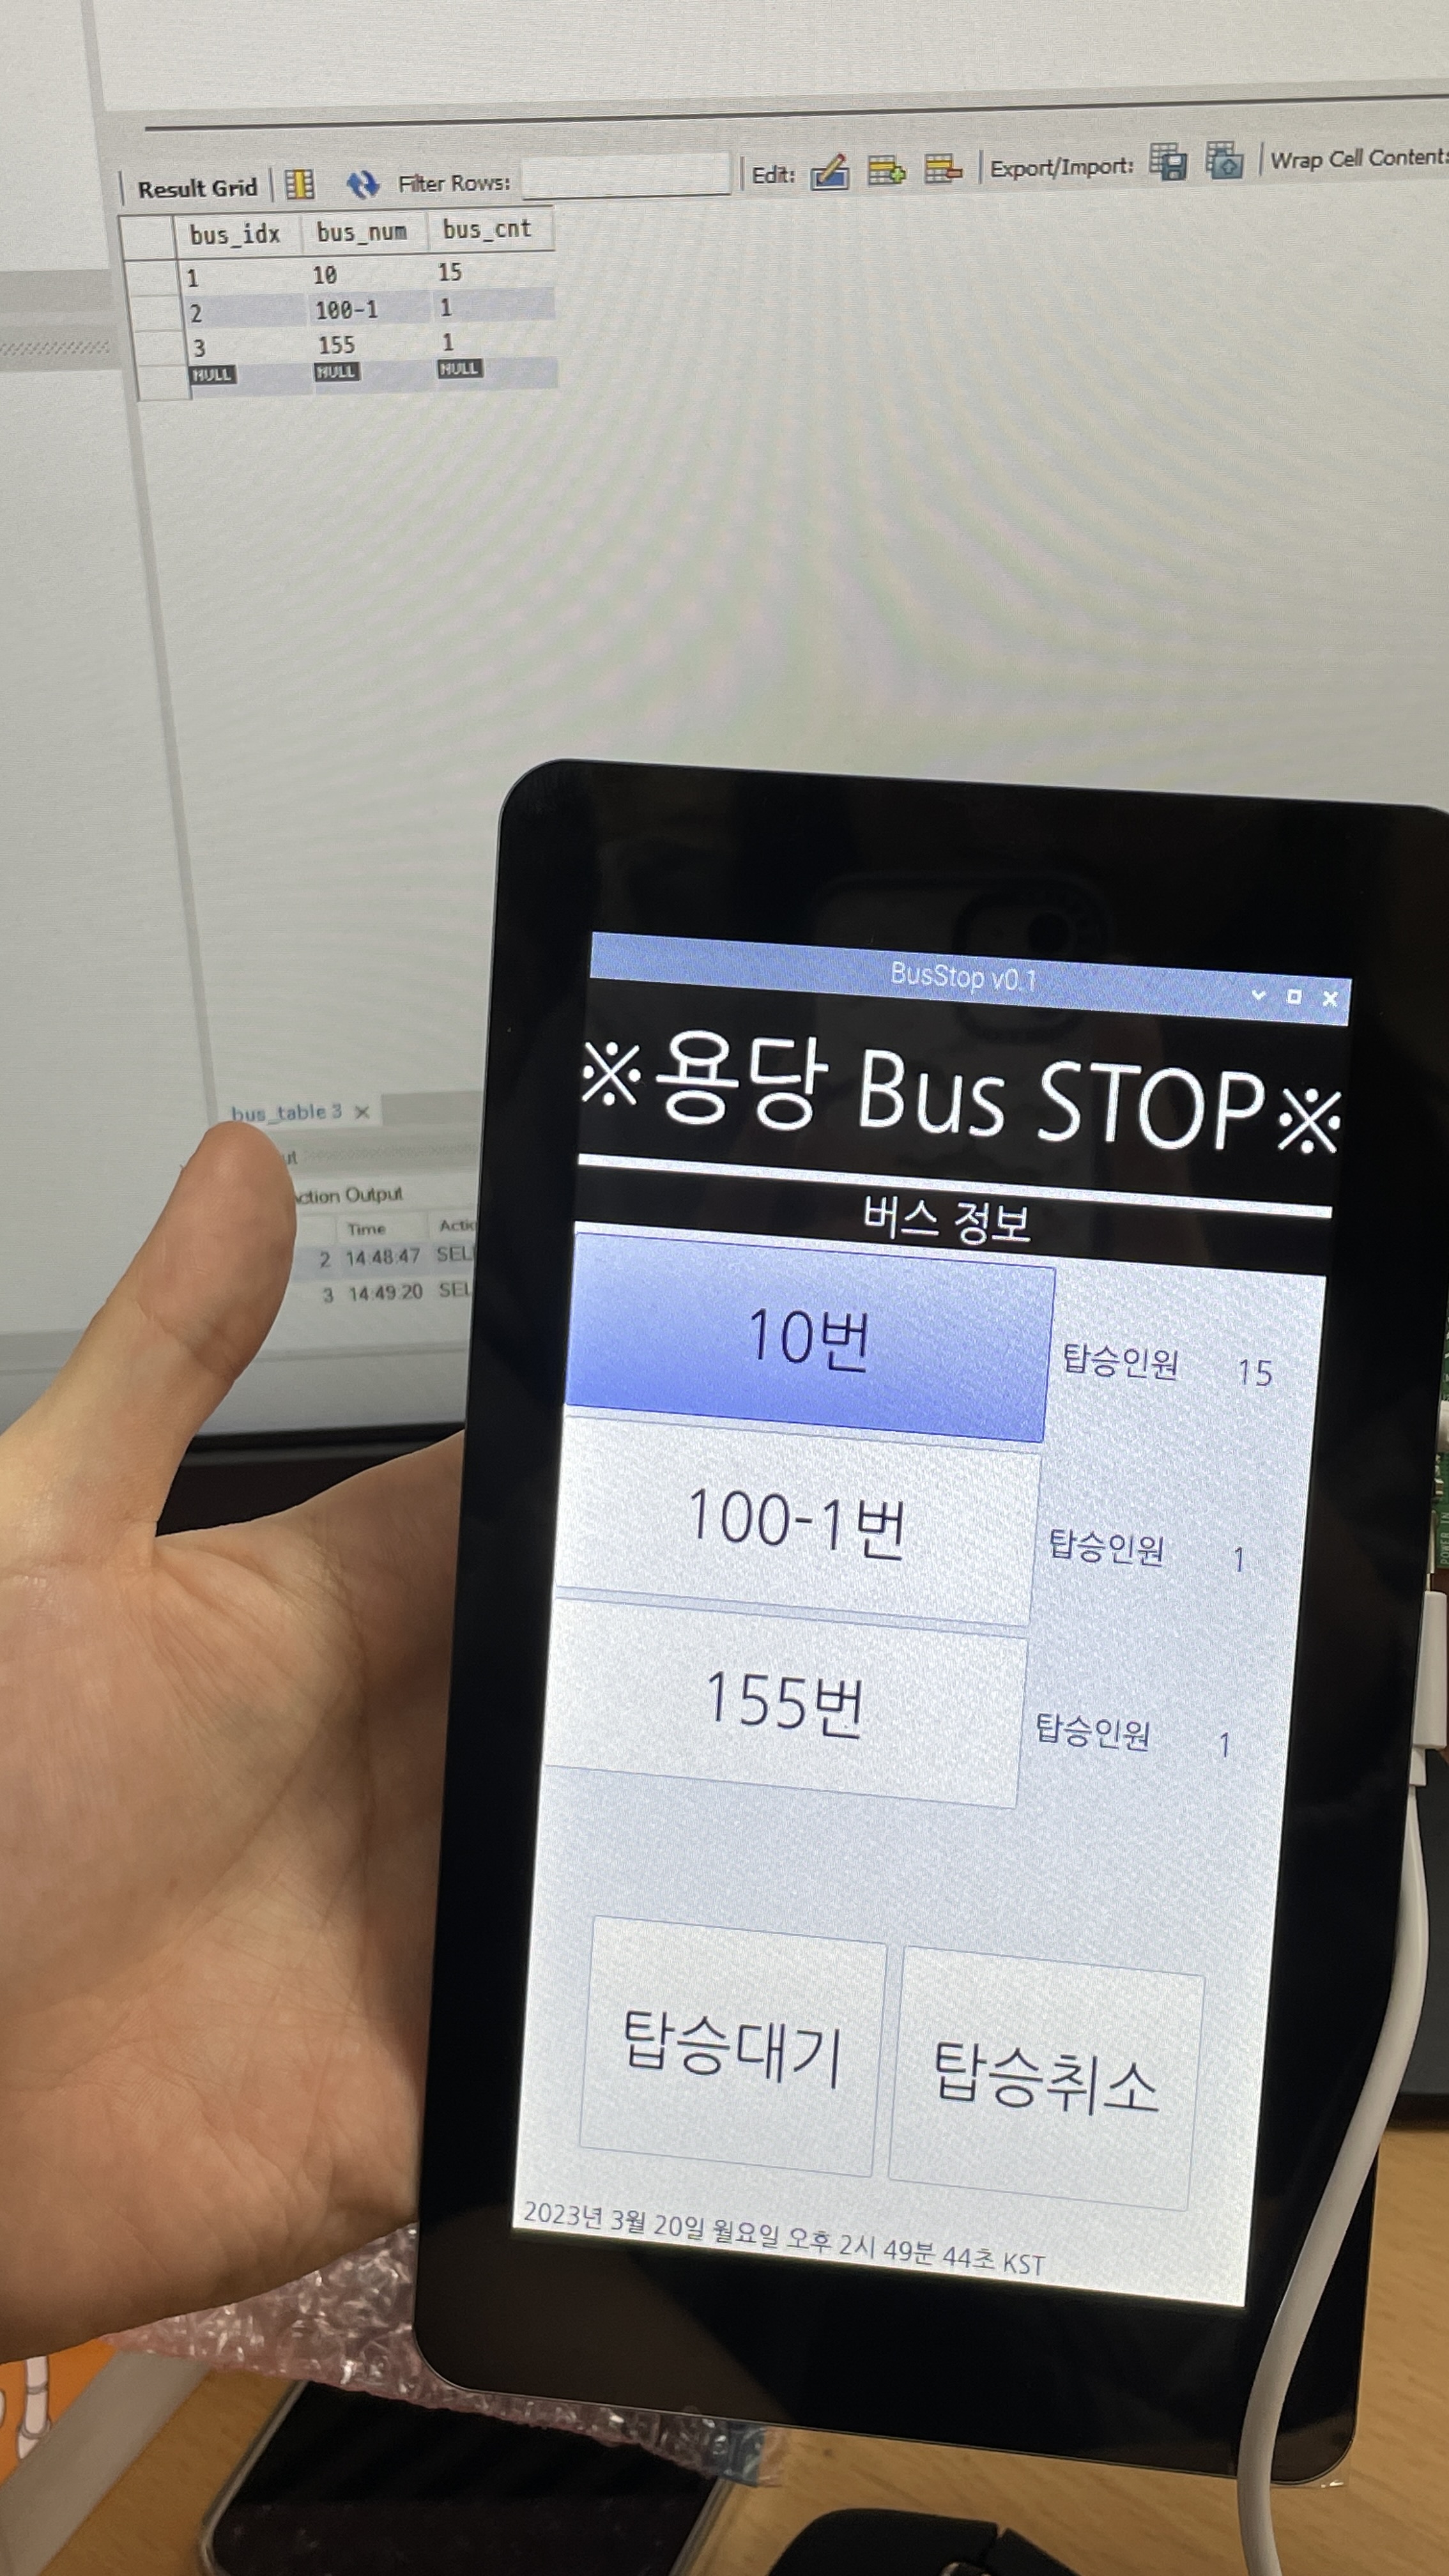 Result Grid Filter Rows: Edit: Export/Import: Wrap Cell Content:
bus_idx bus_num bus_cnt
1 10 15
2 100-1 1
3 155 1
NULL NULL NULL
bus_table 3
ction Output
Time
2 14:48:47
3 14:49:20
BusStop v0.1
※용당 Bus STOP※
버스 정보
10번 탑승인원 15
100-1번 탑승인원 1
155번 탑승인원 1
탑승대기 탑승취소
2023년 3월 20일 월요일 오후 2시 49분 44초 KST